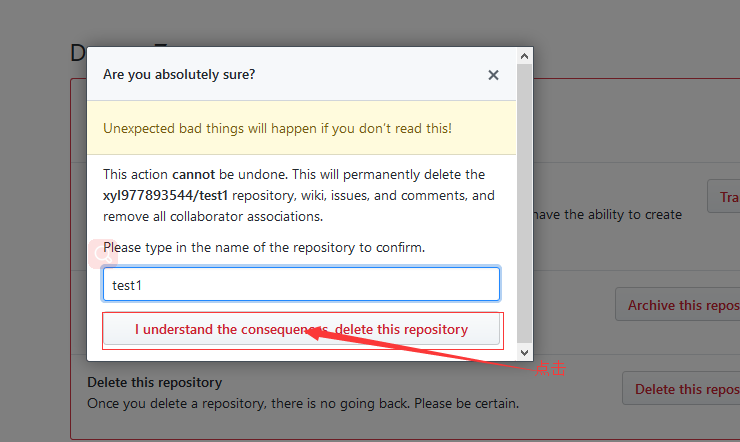 Are you absolutely sure?
Unexpected bad things will happen if you don't read this!
This action cannot be undone. This will permanently delete the
xyl977893544/test1 repository, wiki, issues, and comments, and
remove all collaborator associations.
Tra
have the ability to create
Please type in the name of the repository to confirm.
test1
Archive this repos
I understand the consequences, delete this repository
点击
Delete this repository
Once you delete a repository, there is no going back. Please be certain.
Delete this repos